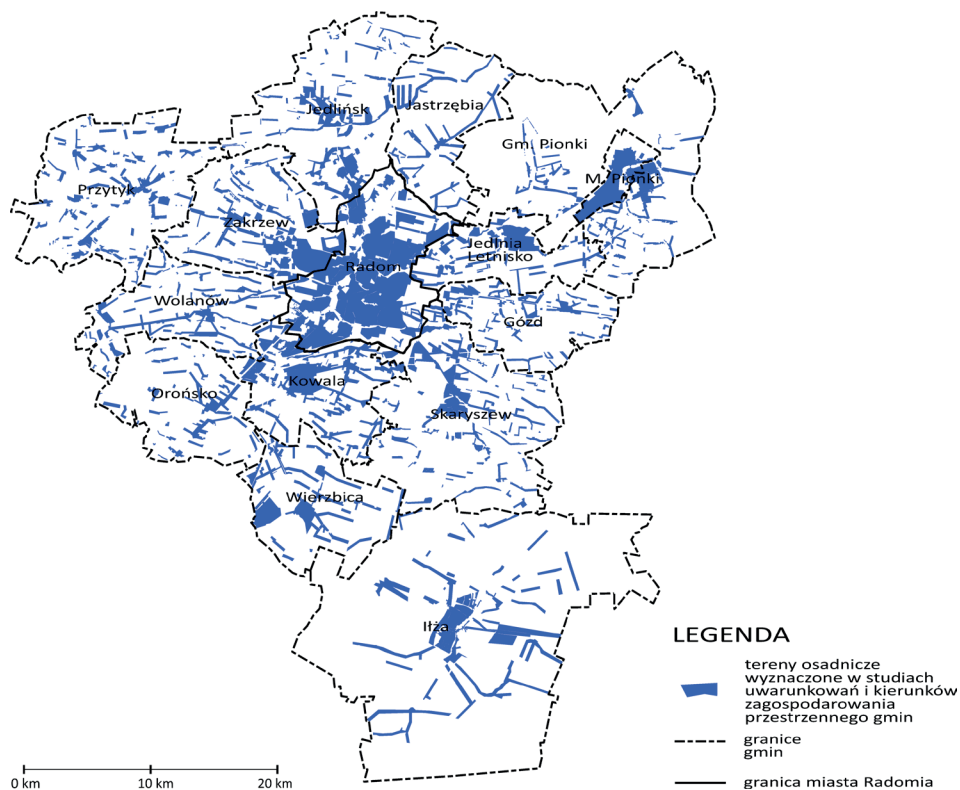 Jedlińsk
Jastrzębia
Gm. Pionki
M. Pionki
Przytyk
Zakrzew
Jedlnia
Letnisko
Radom
Wolanów
Gózd
Kowala
Orońsko
Skaryszew
Wierzbica
Iłża
LEGENDA
tereny osadnicze
wyznaczone w studiach
uwarunkowań i kierunków
zagospodarowania
przestrzennego gmin
granice
gmin
granica miasta Radomia
0 km 10 km 20 km